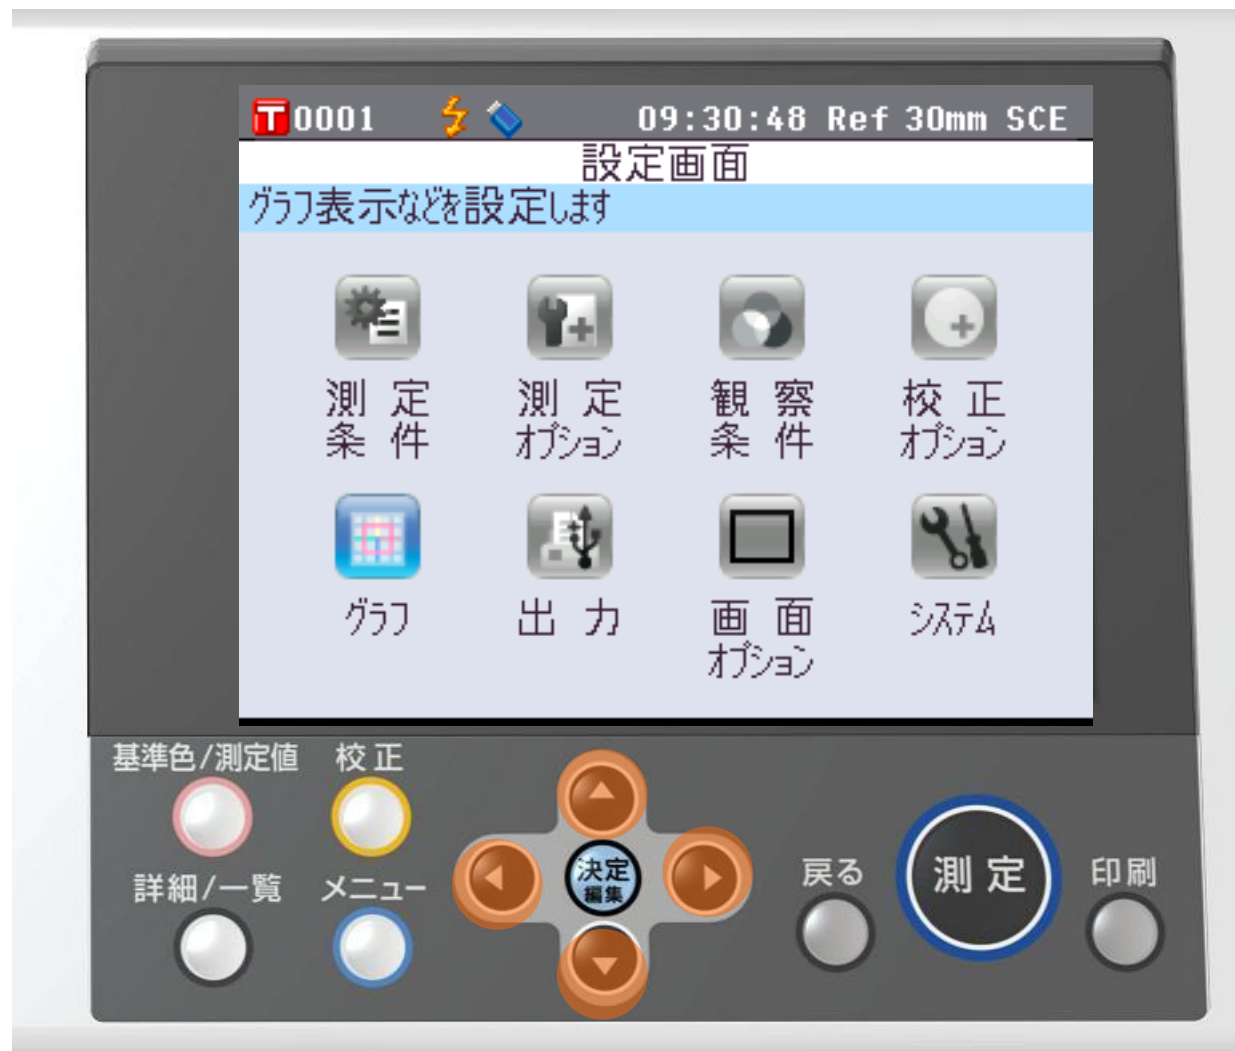 T 0001 09:30:48 Ref 30mm SCE
設定画面
グラフ表示などを設定します
測定条件
測定オプション
観察条件
校正オプション
グラフ
出力
画面オプション
システム
基準色/測定値
校正
詳細/一覧
メニュー
決定
編集
戻る
測定
印刷